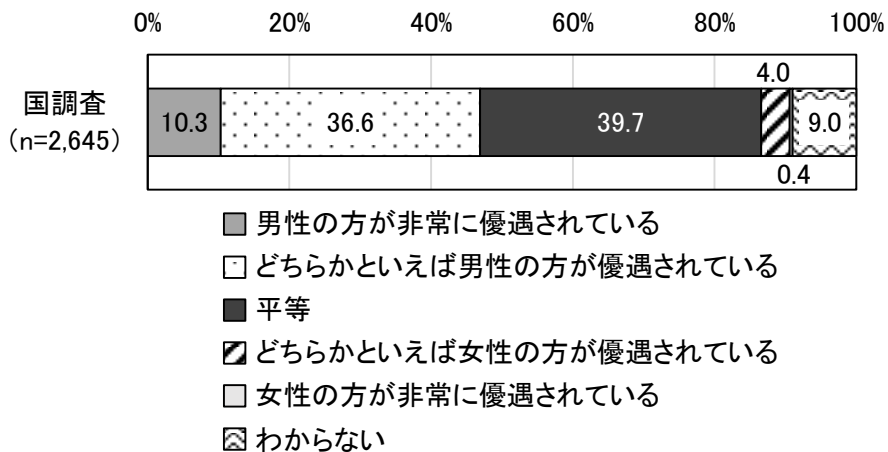 0% 20% 40% 60% 80% 100%
4.0
国調査
(n=2,645)
10.3 36.6 39.7 9.0
0.4
男性の方が非常に優遇されている
どちらかといえば男性の方が優遇されている
平等
どちらかといえば女性の方が優遇されている
女性の方が非常に優遇されている
わからない